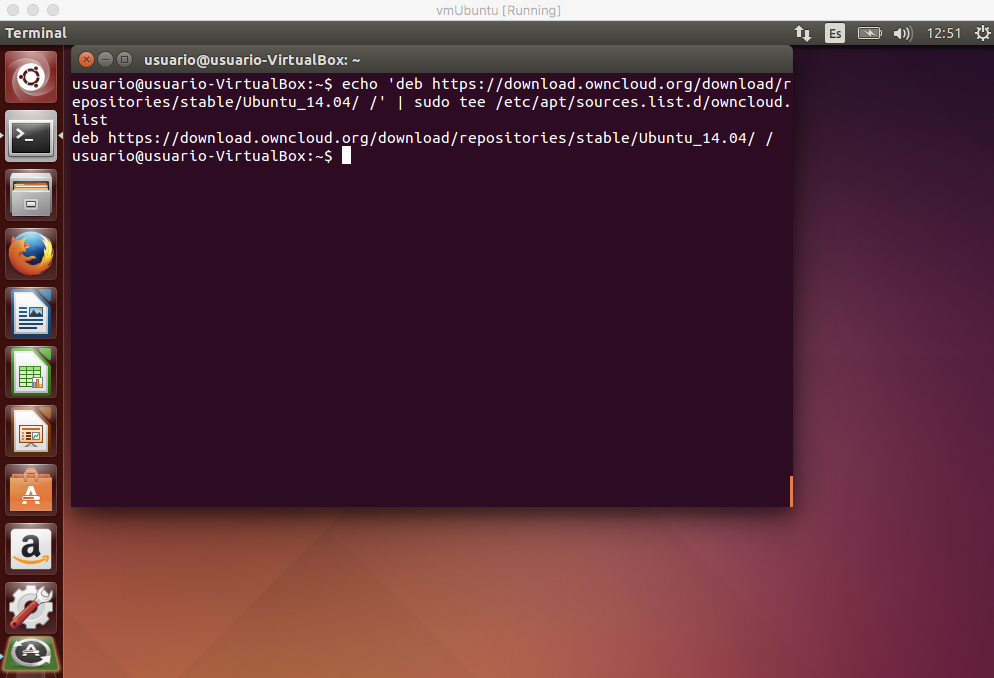 vmUbuntu [Running]
Terminal
Es
12:51
usuario@usuario-VirtualBox: ~
usuario@usuario-VirtualBox:~$ echo 'deb https://download.owncloud.org/download/r
epositories/stable/Ubuntu_14.04/ /' | sudo tee /etc/apt/sources.list.d/owncloud.
list
deb https://download.owncloud.org/download/repositories/stable/Ubuntu_14.04/ /
usuario@usuario-VirtualBox:~$
>_
A
a
A